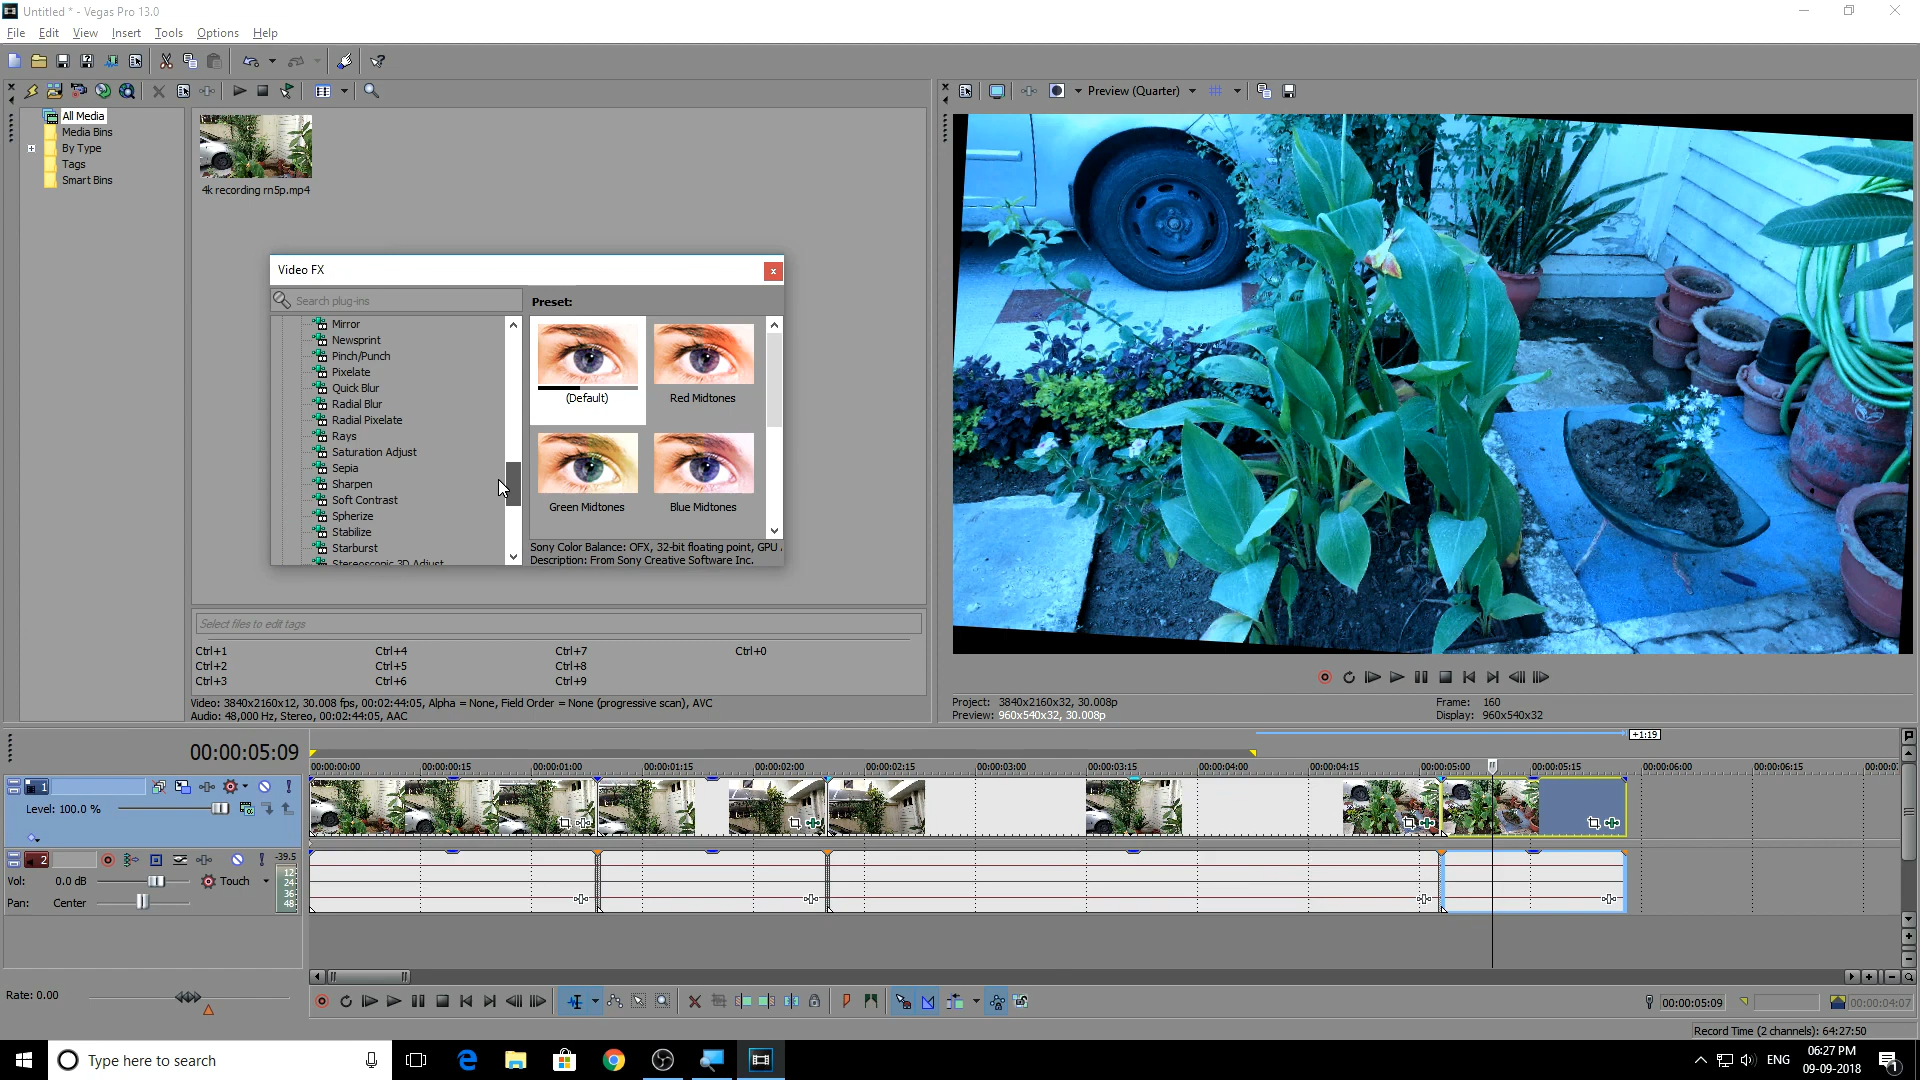 Untitled * - Vegas Pro 13.0
File Edit View Insert Tools Options Help
Preview (Quarter)
All Media
Media Bins
By Type
Tags
Smart Bins
4k recording rn5p.mp4
Video FX
Search plug-ins
Preset:
Mirror
Newsprint
Pinch/Punch
Pixelate
Quick Blur
Radial Blur
Radial Pixelate
Rays
Saturation Adjust
Sepia
Sharpen
Soft Contrast
Spherize
Stabilize
Starburst
Stereoscopic 3D Adjust
(Default) Red Midtones
Green Midtones Blue Midtones
Sony Color Balance: OFX, 32-bit floating point, GPU
Description: From Sony Creative Software Inc.
Select files to edit tags
Ctrl+1 Ctrl+4 Ctrl+7 Ctrl+0
Ctrl+2 Ctrl+5 Ctrl+8
Ctrl+3 Ctrl+6 Ctrl+9
Video: 3840x2160x12, 30.008 fps, 00:02:44:05, Alpha = None, Field Order = None (progressive scan), AVC
Audio: 48,000 Hz, Stereo, 00:02:44:05, AAC
Project: 3840x2160x32, 30.008p
Preview: 960x540x32, 30.008p
Frame: 160
Display: 960x540x32
+1:19
00:00:05:09
00:00:00:00 00:00:00:15 00:00:01:00 00:00:01:15 00:00:02:00 00:00:02:15 00:00:03:00 00:00:03:15 00:00:04:00 00:00:04:15 00:00:05:00 00:00:05:15 00:00:06:00 00:00:06:15 00:00:0
1
Level: 100.0 %
2
-39.5
12
24
36
48
Vol: 0.0 dB Touch
Pan: Center
Rate: 0.00
00:00:05:09
00:00:04:07
Record Time (2 channels): 64:27:50
Type here to search
ENG
06:27 PM
09-09-2018
1